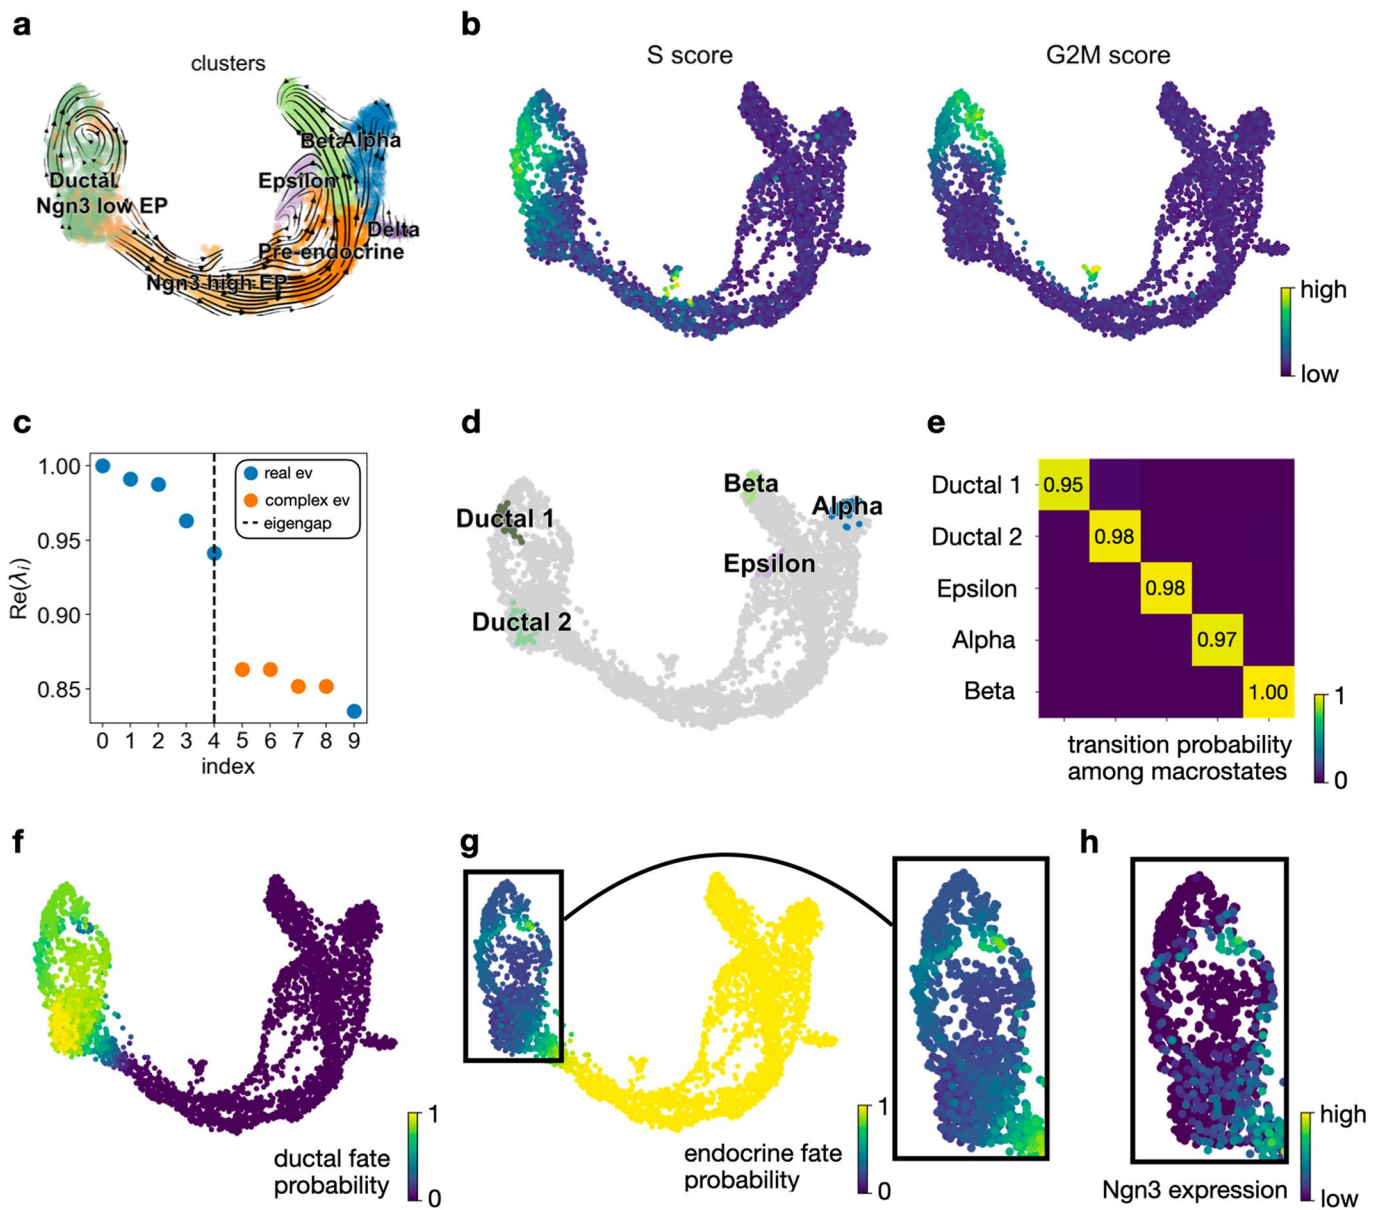 a
clusters
Beta Alpha
Ductal
Epsilon
Ngn3 low EP
Delta
Pre-endocrine
Ngn3 high EP
b
S score
G2M score
high
low
c
1.00
0.95
0.90
0.85
Re(λi)
real ev
complex ev
eigengap
0 1 2 3 4 5 6 7 8 9
index
d
Beta
Alpha
Ductal 1
Epsilon
Ductal 2
e
Ductal 1
Ductal 2
Epsilon
Alpha
Beta
0.95
0.98
0.98
0.97
1.00
transition probability
among macrostates
1
0
f
ductal fate
probability
1
0
g
endocrine fate
probability
1
0
h
Ngn3 expression
high
low